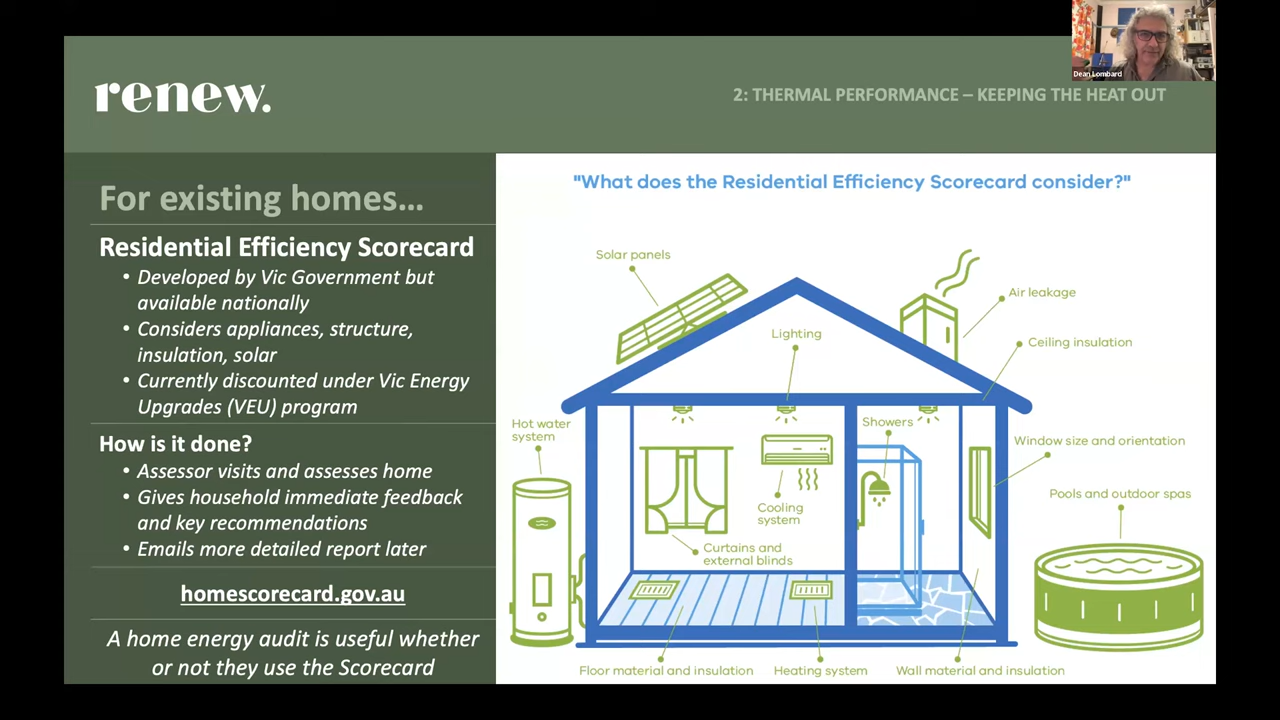 Dean Lombard
renew.
2: THERMAL PERFORMANCE – KEEPING THE HEAT OUT
For existing homes...
Residential Efficiency Scorecard
• Developed by Vic Government but
available nationally
• Considers appliances, structure,
insulation, solar
• Currently discounted under Vic Energy
Upgrades (VEU) program
How is it done?
• Assessor visits and assesses home
• Gives household immediate feedback
and key recommendations
• Emails more detailed report later
homescorecard.gov.au
A home energy audit is useful whether
or not they use the Scorecard
"What does the Residential Efficiency Scorecard consider?"
Solar panels
Air leakage
Lighting
Ceiling insulation
Hot water
system
Showers
Window size and orientation
Cooling
system
Pools and outdoor spas
Curtains and
external blinds
Floor material and insulation
Heating system
Wall material and insulation